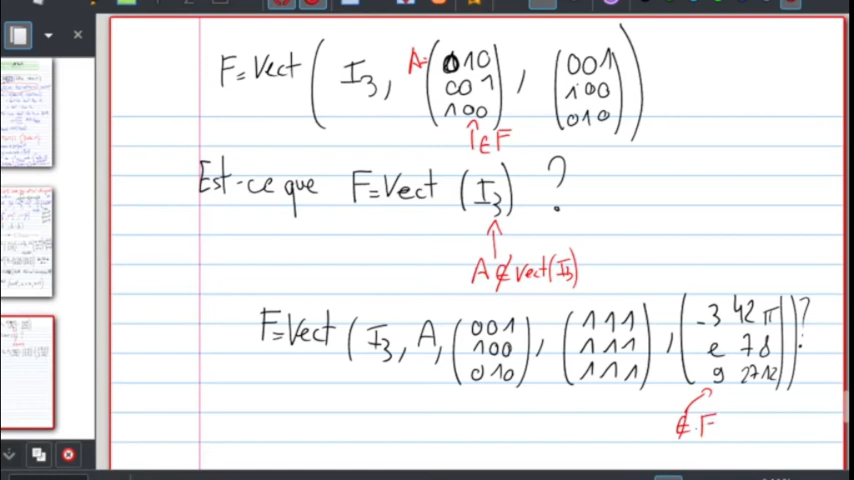 F=Vect ( I₃, A= (0 1 0 , (0 0 1
0 0 1 1 0 0
1 0 0) 0 1 0) )
↑ ∈ F
Est-ce que F=Vect (I₃) ?
↑
A ∉ Vect(I₃)
F=Vect ( I₃, A, (0 0 1 , (1 1 1 , (-3 42 π ?
1 0 0 1 1 1 e 7 8
0 1 0) 1 1 1) 9 27 12) )
∉ F